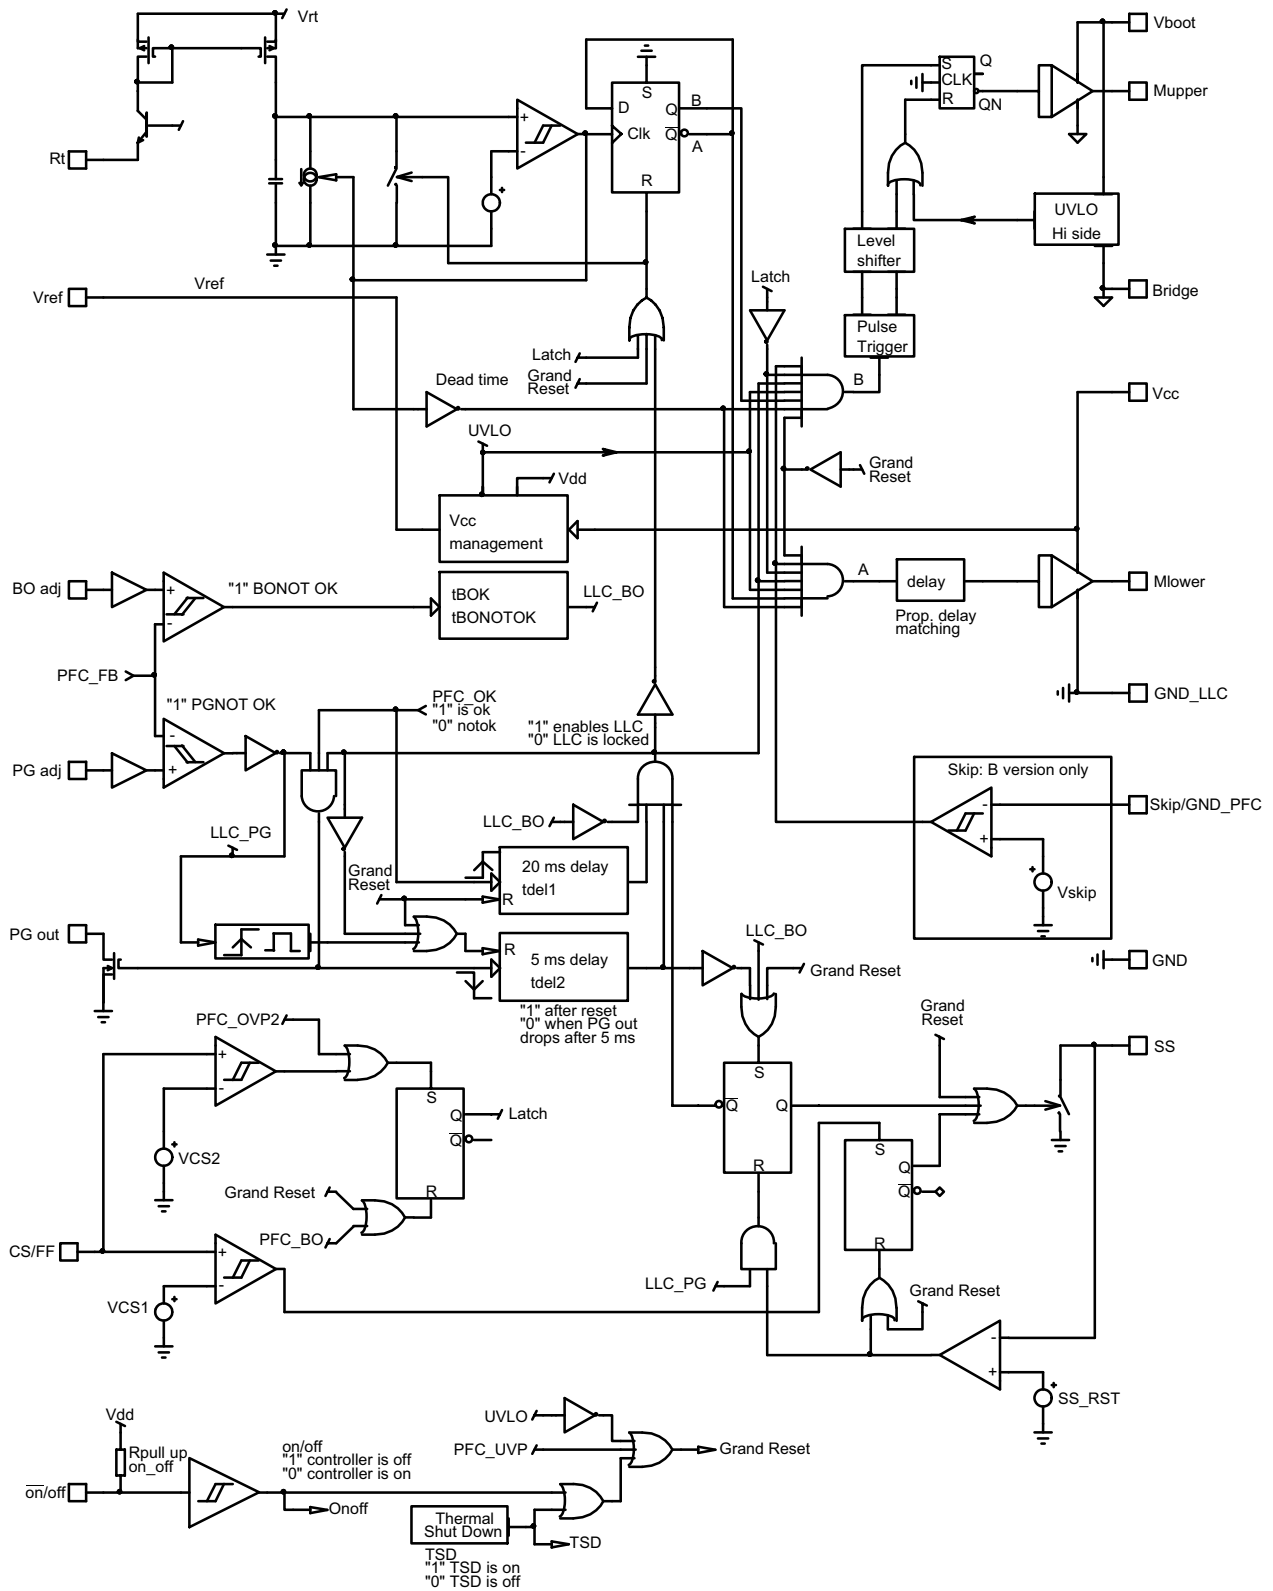 Vrt
Vboot
S
Q
CLK
R
QN
Mupper
S
D
Q
B
Clk
Q
A
R
+
-
+
Rt
UVLO
Hi side
Level
shifter
Vref
Vref
Latch
Bridge
Pulse
Trigger
Latch
Grand
Reset
Dead time
B
Vcc
UVLO
Vdd
Grand
Reset
Vcc
management
BO adj
+
-
"1" BONOT OK
tBOK
tBONOTOK
LLC_BO
A
delay
Mlower
Prop. delay
matching
PFC_FB
"1" PGNOT OK
PFC_OK
"1" is ok
"0" notok
"1" enables LLC
"0" LLC is locked
GND_LLC
-
+
PG adj
Skip: B version only
-
+
Skip/GND_PFC
LLC_BO
LLC_PG
Grand
Reset
20 ms delay
tdel1
R
+
Vskip
PG out
R
5 ms delay
tdel2
LLC_BO
Grand Reset
GND
"1" after reset
"0" when PG out
drops after 5 ms
PFC_OVP2
Grand
Reset
SS
+
-
S
Q
Q
R
Latch
S
Q
Q
R
+
VCS2
S
Q
Q
R
Grand Reset
PFC_BO
CS/FF
+
-
LLC_PG
Grand Reset
VCS1
+
-
+
+
SS_RST
Vdd
Rpull up
on_off
on/off
"1" controller is off
"0" controller is on
UVLO
PFC_UVP
Grand Reset
on/off
Onoff
Thermal
Shut Down
TSD
TSD
"1" TSD is on
"0" TSD is off